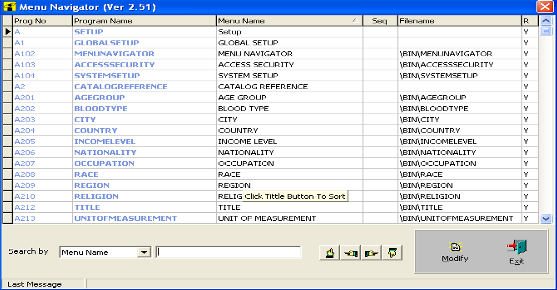 Menu Navigator (Ver 2.51)
Prog No Program Name Menu Name Seq Filename R
A SETUP Setup Y
A1 GLOBALSETUP GLOBAL SETUP Y
A102 MENUNAVIGATOR MENU NAVIGATOR \BIN\MENUNAVIGATOR Y
A103 ACCESSSECURITY ACCESS SECURITY \BIN\ACCESSSECURITY Y
A104 SYSTEMSETUP SYSTEM SETUP \BIN\SYSTEMSETUP Y
A2 CATALOGREFERENCE CATALOG REFERENCE Y
A201 AGEGROUP AGE GROUP \BIN\AGEGROUP Y
A202 BLOODTYPE BLOOD TYPE \BIN\BLOODTYPE Y
A203 CITY CITY \BIN\CITY Y
A204 COUNTRY COUNTRY \BIN\COUNTRY Y
A205 INCOMELEVEL INCOME LEVEL \BIN\INCOMELEVEL Y
A206 NATIONALITY NATIONALITY \BIN\NATIONALITY Y
A207 OCCUPATION OCCUPATION \BIN\OCCUPATION Y
A208 RACE RACE \BIN\RACE Y
A209 REGION REGION \BIN\REGION Y
A210 RELIGION RELIG Click Tittle Button To Sort \BIN\RELIGION Y
A212 TITLE TITLE \BIN\TITLE Y
A213 UNITOFMEASUREMENT UNIT OF MEASUREMENT \BIN\UNITOFMEASUREMENT Y
Search by Menu Name Modify Exit
Last Message